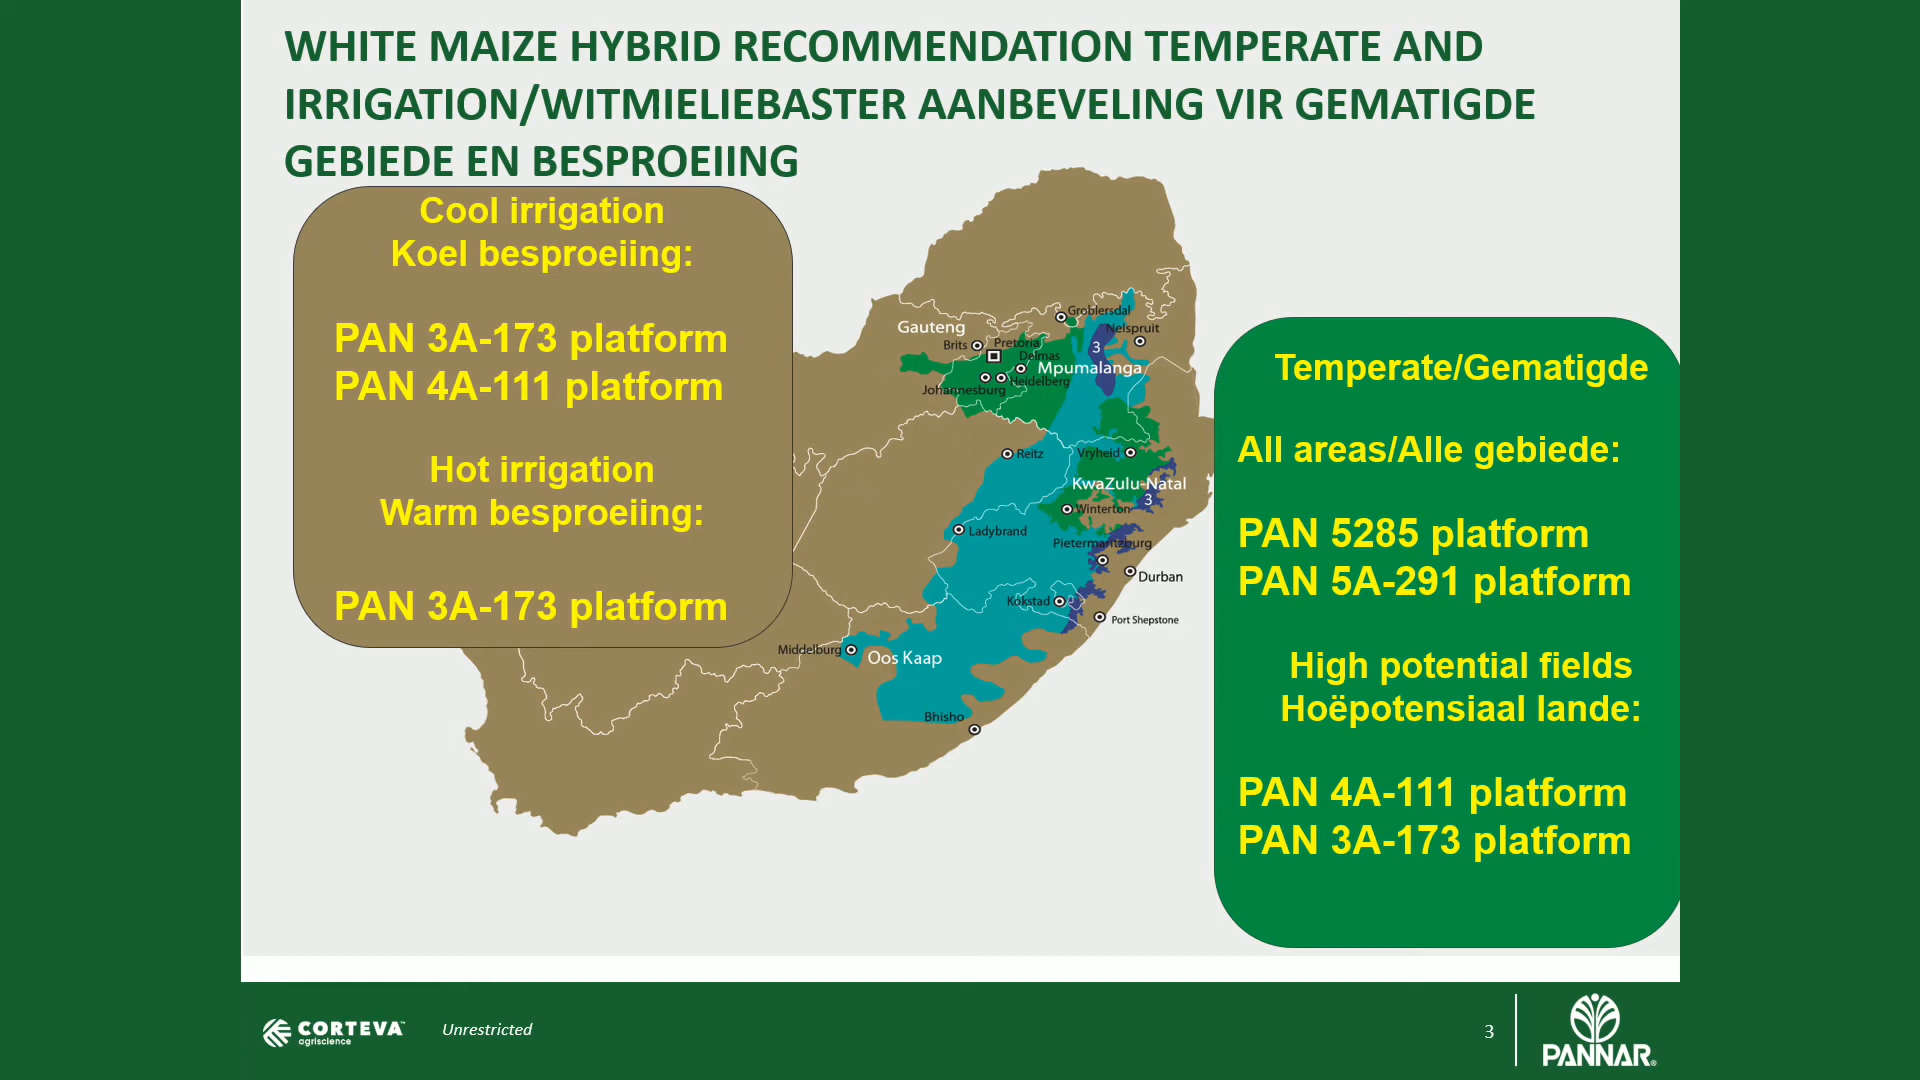 WHITE MAIZE HYBRID RECOMMENDATION TEMPERATE AND
IRRIGATION/WITMIELIEBASTER AANBEVELING VIR GEMATIGDE
GEBIEDE EN BESPROEIING
Cool irrigation
Koel besproeiing:
PAN 3A-173 platform
PAN 4A-111 platform
Hot irrigation
Warm besproeiing:
PAN 3A-173 platform
Groblersdal
Gauteng
Nelspruit
Brits
Pretoria
3
Delmas
Mpumalanga
Heidelberg
Johannesburg
Reitz
Vryheid
KwaZulu-Natal
3
Winterton
Ladybrand
Pietermaritzburg
Durban
Kokstad
Port Shepstone
Middelburg
Oos Kaap
Bhisho
Temperate/Gematigde
All areas/Alle gebiede:
PAN 5285 platform
PAN 5A-291 platform
High potential fields
Hoëpotensiaal lande:
PAN 4A-111 platform
PAN 3A-173 platform
CORTEVA™
agriscience
Unrestricted
3
PANNAR®